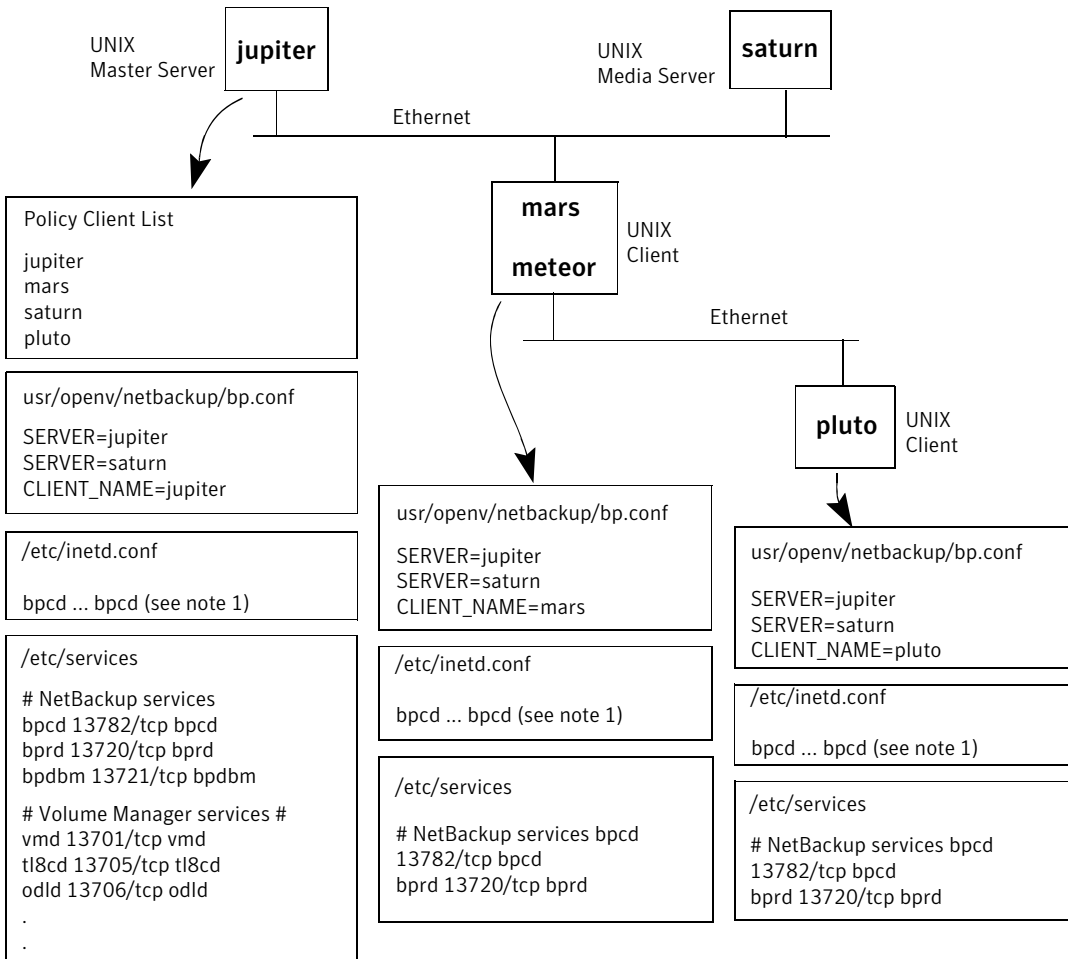 UNIX
Master Server
jupiter
UNIX
Media Server
saturn
Ethernet
mars
meteor
UNIX
Client
Ethernet
pluto
UNIX
Client
Policy Client List
jupiter
mars
saturn
pluto
usr/openv/netbackup/bp.conf
SERVER=jupiter
SERVER=saturn
CLIENT_NAME=jupiter
/etc/inetd.conf
bpcd ... bpcd (see note 1)
/etc/services
# NetBackup services
bpcd 13782/tcp bpcd
bprd 13720/tcp bprd
bpdbm 13721/tcp bpdbm
# Volume Manager services #
vmd 13701/tcp vmd
tl8cd 13705/tcp tl8cd
odld 13706/tcp odld
.
.
usr/openv/netbackup/bp.conf
SERVER=jupiter
SERVER=saturn
CLIENT_NAME=mars
/etc/inetd.conf
bpcd ... bpcd (see note 1)
/etc/services
# NetBackup services bpcd
13782/tcp bpcd
bprd 13720/tcp bprd
usr/openv/netbackup/bp.conf
SERVER=jupiter
SERVER=saturn
CLIENT_NAME=pluto
/etc/inetd.conf
bpcd ... bpcd (see note 1)
/etc/services
# NetBackup services bpcd
13782/tcp bpcd
bprd 13720/tcp bprd